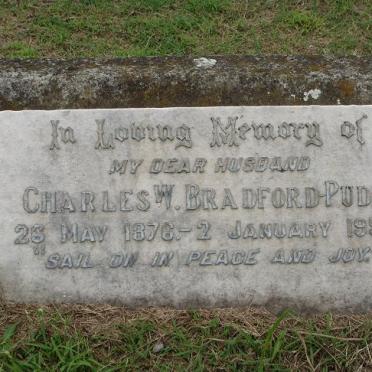 In Loving Memory of
MY DEAR HUSBAND
CHARLES W. BRADFORD-PUD
26 MAY 1876.– 2 JANUARY 19
"SAIL ON IN PEACE AND JOY.